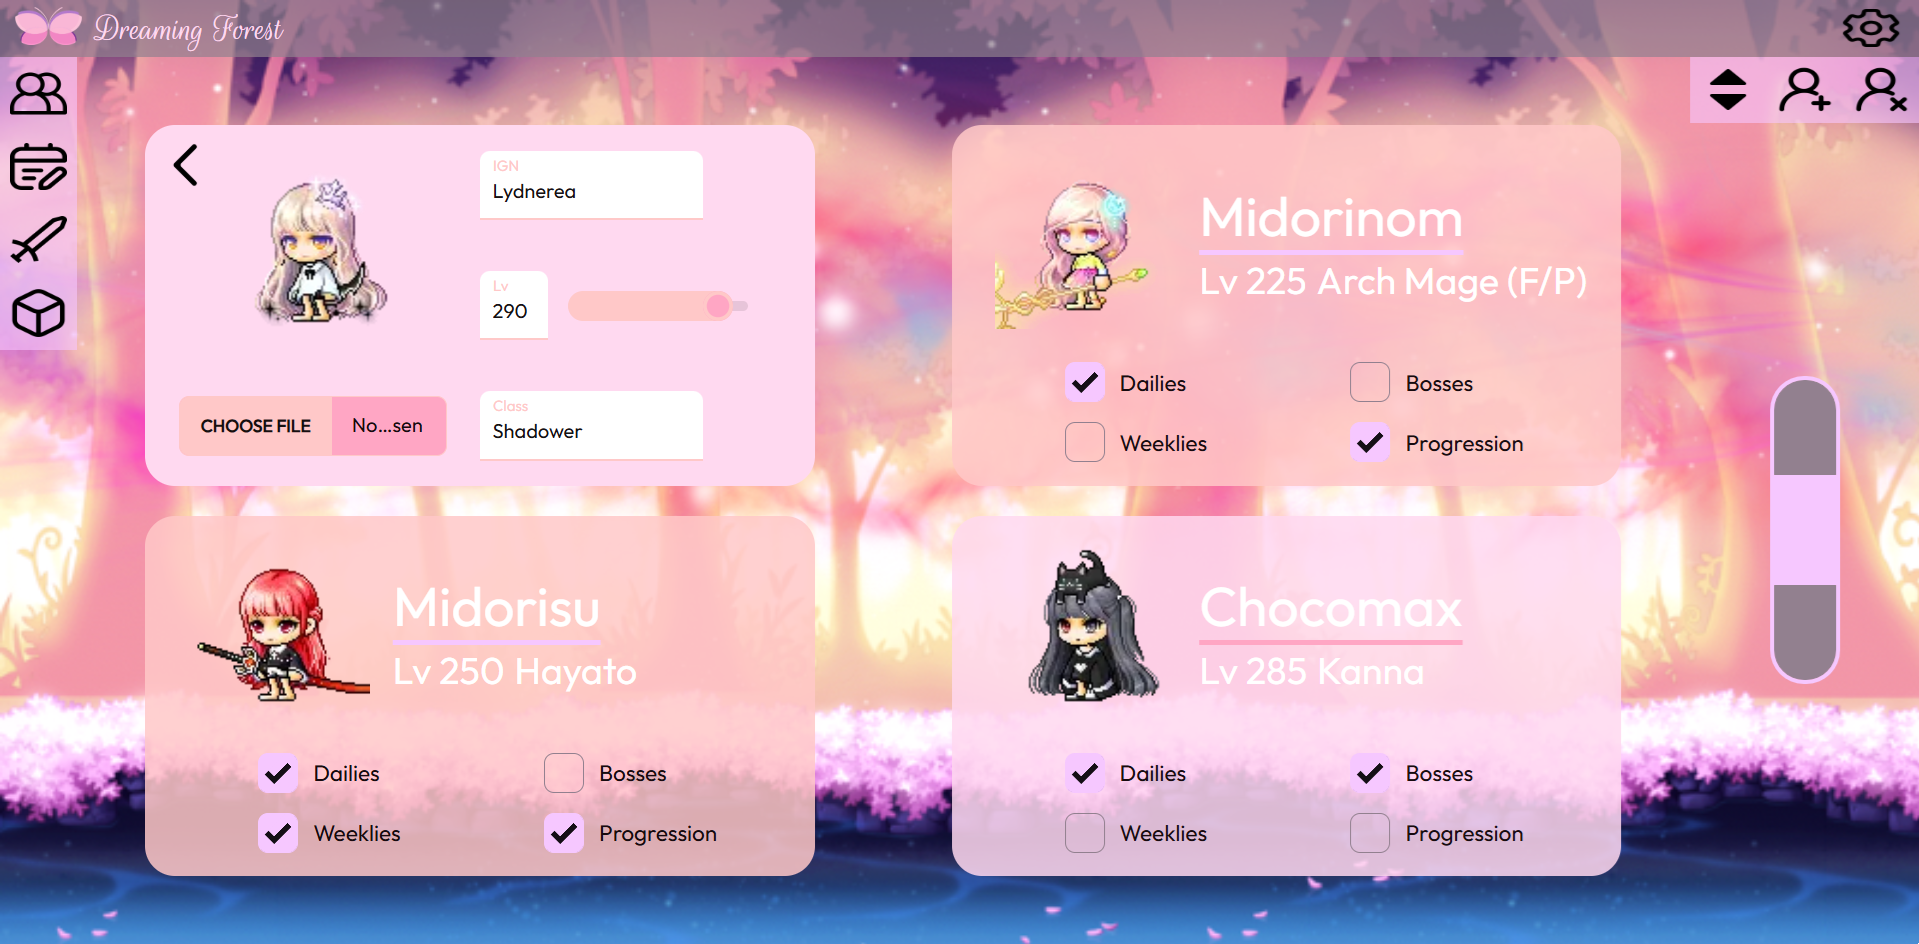 Dreaming Forest
IGN
Lydnerea
Lv
290
CHOOSE FILE
No...sen
Class
Shadower
Midorinom
Lv 225 Arch Mage (F/P)
Dailies
Bosses
Weeklies
Progression
Midorisu
Lv 250 Hayato
Dailies
Bosses
Weeklies
Progression
Chocomax
Lv 285 Kanna
Dailies
Bosses
Weeklies
Progression